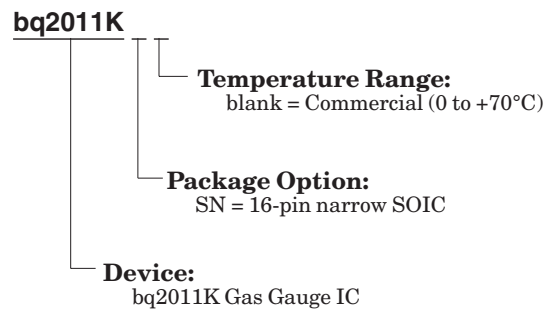 bq2011K
Temperature Range:
blank = Commercial (0 to +70°C)
Package Option:
SN = 16-pin narrow SOIC
Device:
bq2011K Gas Gauge IC